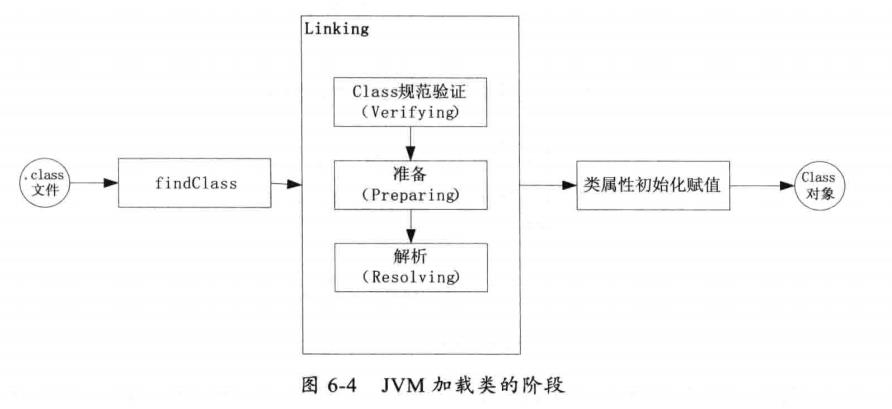 Linking
Class规范验证
(Verifying)
.class
文件
findClass
准备
(Preparing)
类属性初始化赋值
Class
对象
解析
(Resolving)
图 6-4 JVM 加载类的阶段